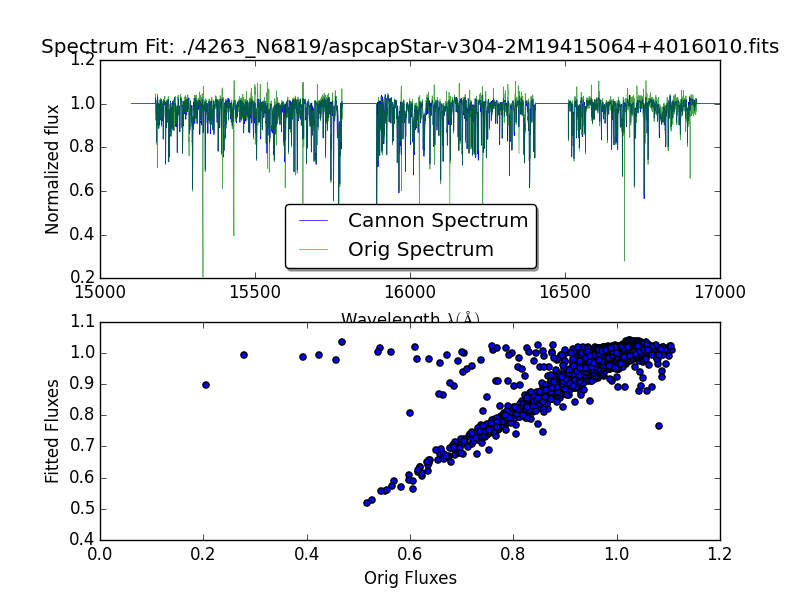 Spectrum Fit: ./4263_N6819/aspcapStar-v304-2M19415064+4016010.fits
Normalized flux
1.2
1.0
0.8
0.6
0.4
0.2
Cannon Spectrum
Orig Spectrum
15000 15500 16000 16500 17000
Wavelength λ(Å)
Fitted Fluxes
1.1
1.0
0.9
0.8
0.7
0.6
0.5
0.4
0.0 0.2 0.4 0.6 0.8 1.0 1.2
Orig Fluxes